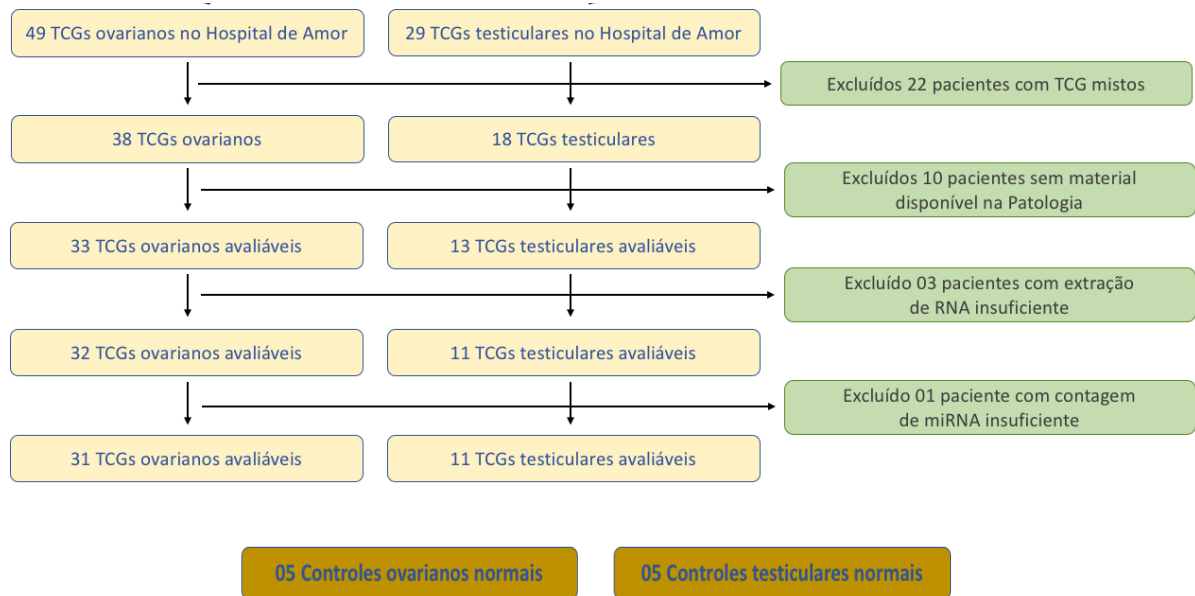 49 TCGs ovarianos no Hospital de Amor
29 TCGs testiculares no Hospital de Amor
Excluídos 22 pacientes com TCG mistos
38 TCGs ovarianos
18 TCGs testiculares
Excluídos 10 pacientes sem material
disponível na Patologia
33 TCGs ovarianos avaliáveis
13 TCGs testiculares avaliáveis
Excluído 03 pacientes com extração
de RNA insuficiente
32 TCGs ovarianos avaliáveis
11 TCGs testiculares avaliáveis
Excluído 01 paciente com contagem
de miRNA insuficiente
31 TCGs ovarianos avaliáveis
11 TCGs testiculares avaliáveis
05 Controles ovarianos normais
05 Controles testiculares normais